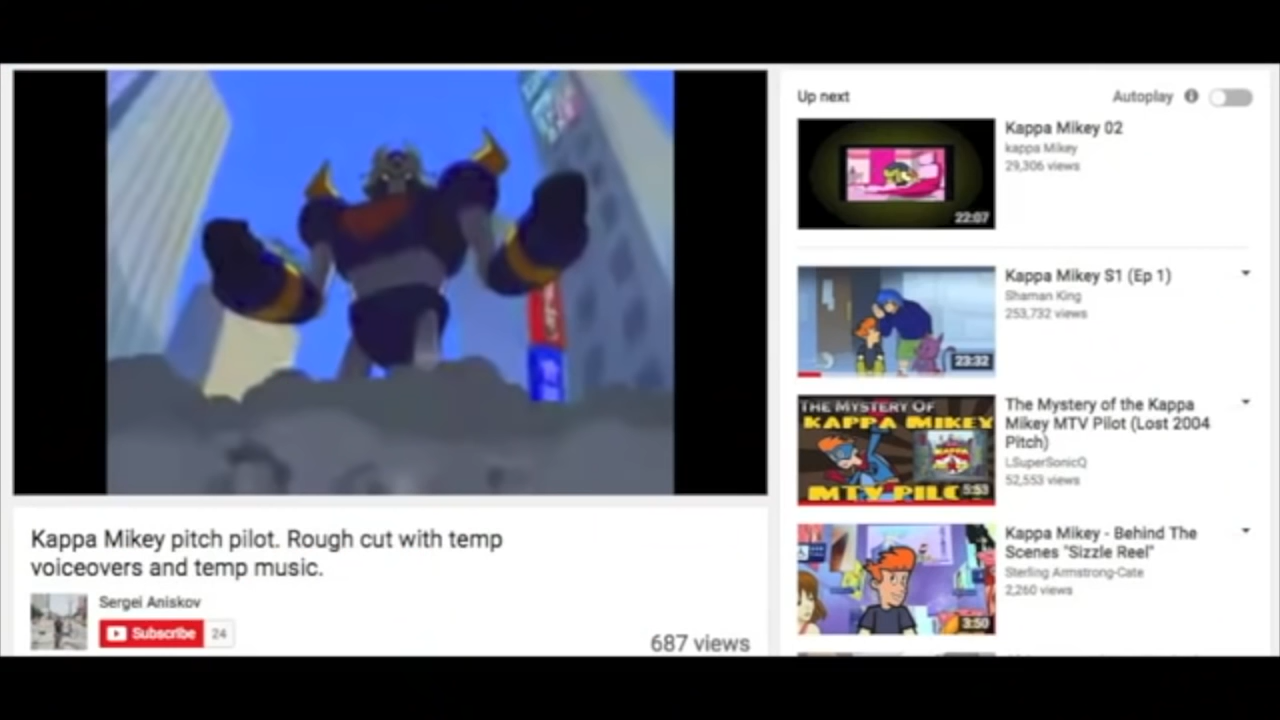 Up next
Autoplay
Kappa Mikey 02
kappa Mikey
29,306 views
22:07
Kappa Mikey S1 (Ep 1)
Shaman King
253,732 views
23:32
THE MYSTERY OF
KAPPA MIKEY
MTV PILO
5:53
The Mystery of the Kappa
Mikey MTV Pilot (Lost 2004
Pitch)
LSuperSonicQ
52,553 views
Kappa Mikey - Behind The
Scenes "Sizzle Reel"
Sterling Armstrong-Cate
2,260 views
3:50
Kappa Mikey pitch pilot. Rough cut with temp
voiceovers and temp music.
Sergei Aniskov
Subscribe 24
687 views